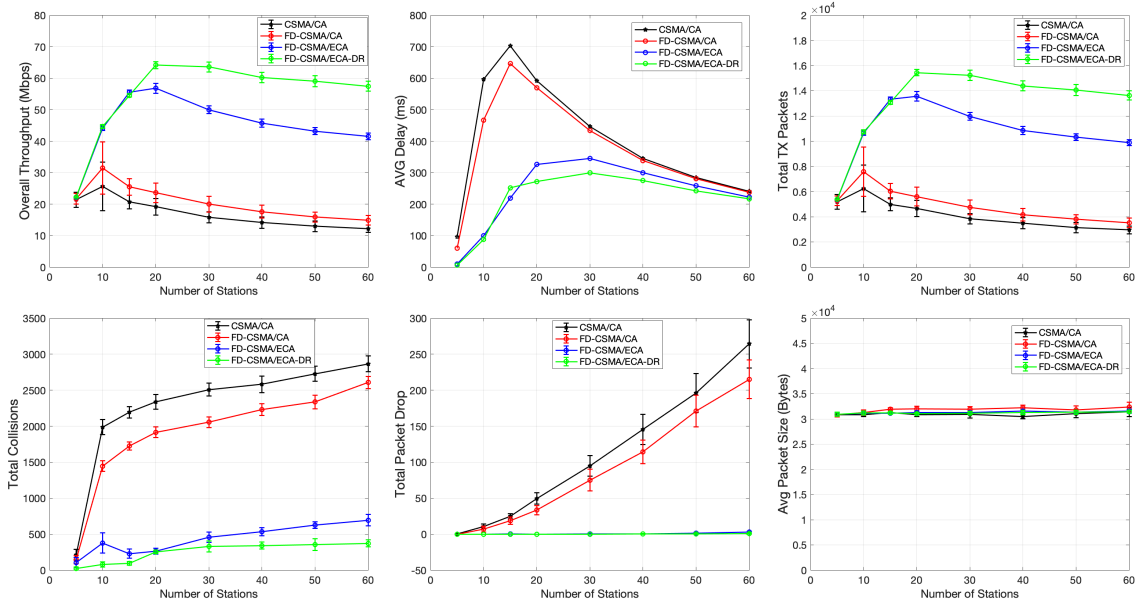 Overall Throughput (Mbps)
80
70
60
50
40
30
20
10
0
0
10
20
30
40
50
60
Number of Stations
CSMA/CA
FD-CSMA/CA
FD-CSMA/ECA
FD-CSMA/ECA-DR
AVG Delay (ms)
800
700
600
500
400
300
200
100
0
0
10
20
30
40
50
60
Number of Stations
CSMA/CA
FD-CSMA/CA
FD-CSMA/ECA
FD-CSMA/ECA-DR
×10⁴
Total TX Packets
2
1.8
1.6
1.4
1.2
1
0.8
0.6
0.4
0.2
0
0
10
20
30
40
50
60
Number of Stations
CSMA/CA
FD-CSMA/CA
FD-CSMA/ECA
FD-CSMA/ECA-DR
Total Collisions
3500
3000
2500
2000
1500
1000
500
0
0
10
20
30
40
50
60
Number of Stations
CSMA/CA
FD-CSMA/CA
FD-CSMA/ECA
FD-CSMA/ECA-DR
Total Packet Drop
300
250
200
150
100
50
0
-50
0
10
20
30
40
50
60
Number of Stations
CSMA/CA
FD-CSMA/CA
FD-CSMA/ECA
FD-CSMA/ECA-DR
×10⁴
Avg Packet Size (Bytes)
5
4.5
4
3.5
3
2.5
2
1.5
1
0.5
0
0
10
20
30
40
50
60
Number of Stations
CSMA/CA
FD-CSMA/CA
FD-CSMA/ECA
FD-CSMA/ECA-DR